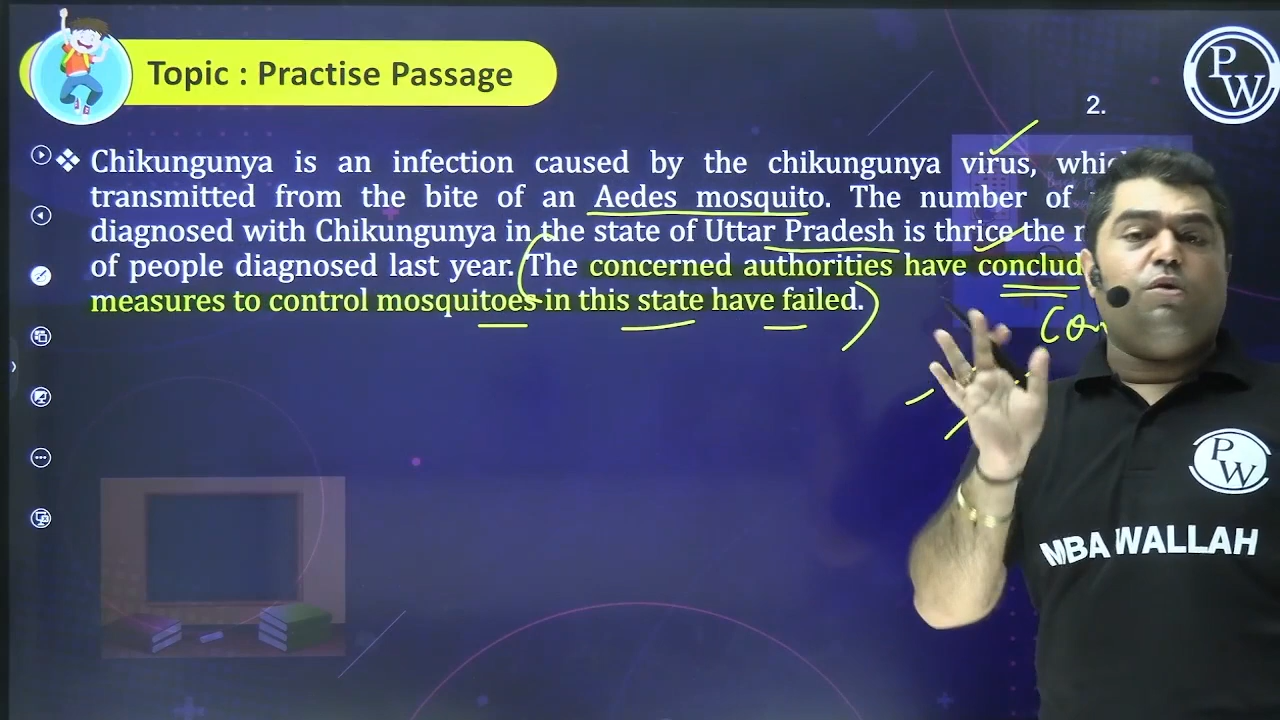 Topic : Practise Passage
PW
2.
Chikungunya is an infection caused by the chikungunya virus,
transmitted from the bite of an Aedes mosquito. The number of
diagnosed with Chikungunya in the state of Uttar Pradesh is thrice the
of people diagnosed last year. The concerned authorities have
measures to control mosquitoes in this state have failed.
PW
MBA WALLAH